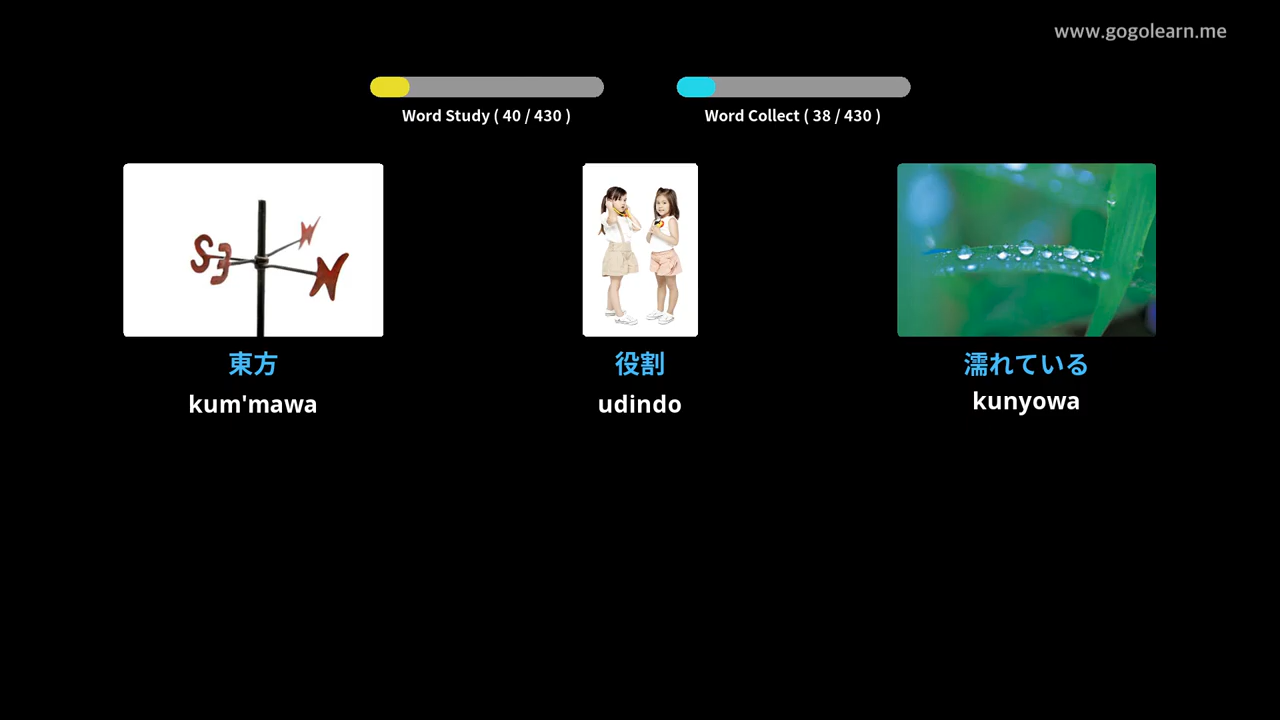 www.gogolearn.me
Word Study ( 40 / 430 )
Word Collect ( 38 / 430 )
S E W N
東方
kum'mawa
役割
udindo
濡れている
kunyowa